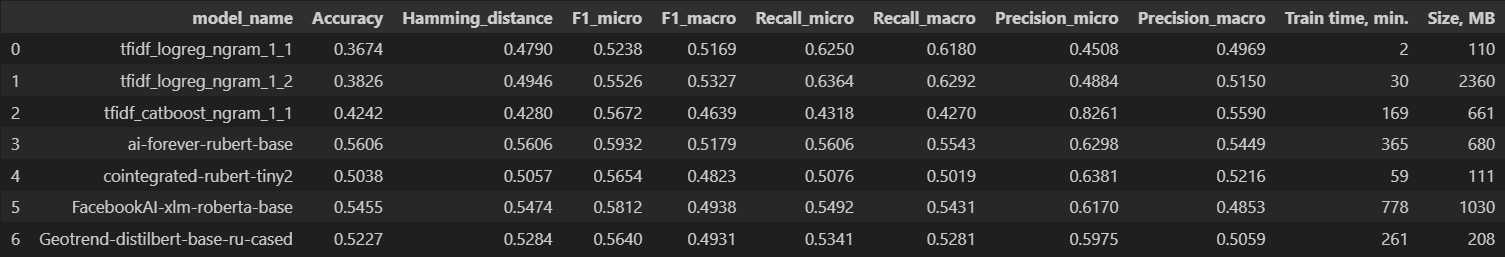 model_name Accuracy Hamming_distance F1_micro F1_macro Recall_micro Recall_macro Precision_micro Precision_macro Train time, min. Size, MB
0 tfidf_logreg_ngram_1_1 0.3674 0.4790 0.5238 0.5169 0.6250 0.6180 0.4508 0.4969 2 110
1 tfidf_logreg_ngram_1_2 0.3826 0.4946 0.5526 0.5327 0.6364 0.6292 0.4884 0.5150 30 2360
2 tfidf_catboost_ngram_1_1 0.4242 0.4280 0.5672 0.4639 0.4318 0.4270 0.8261 0.5590 169 661
3 ai-forever-rubert-base 0.5606 0.5606 0.5932 0.5179 0.5606 0.5543 0.6298 0.5449 365 680
4 cointegrated-rubert-tiny2 0.5038 0.5057 0.5654 0.4823 0.5076 0.5019 0.6381 0.5216 59 111
5 FacebookAI-xlm-roberta-base 0.5455 0.5474 0.5812 0.4938 0.5492 0.5431 0.6170 0.4853 778 1030
6 Geotrend-distilbert-base-ru-cased 0.5227 0.5284 0.5640 0.4931 0.5341 0.5281 0.5975 0.5059 261 208